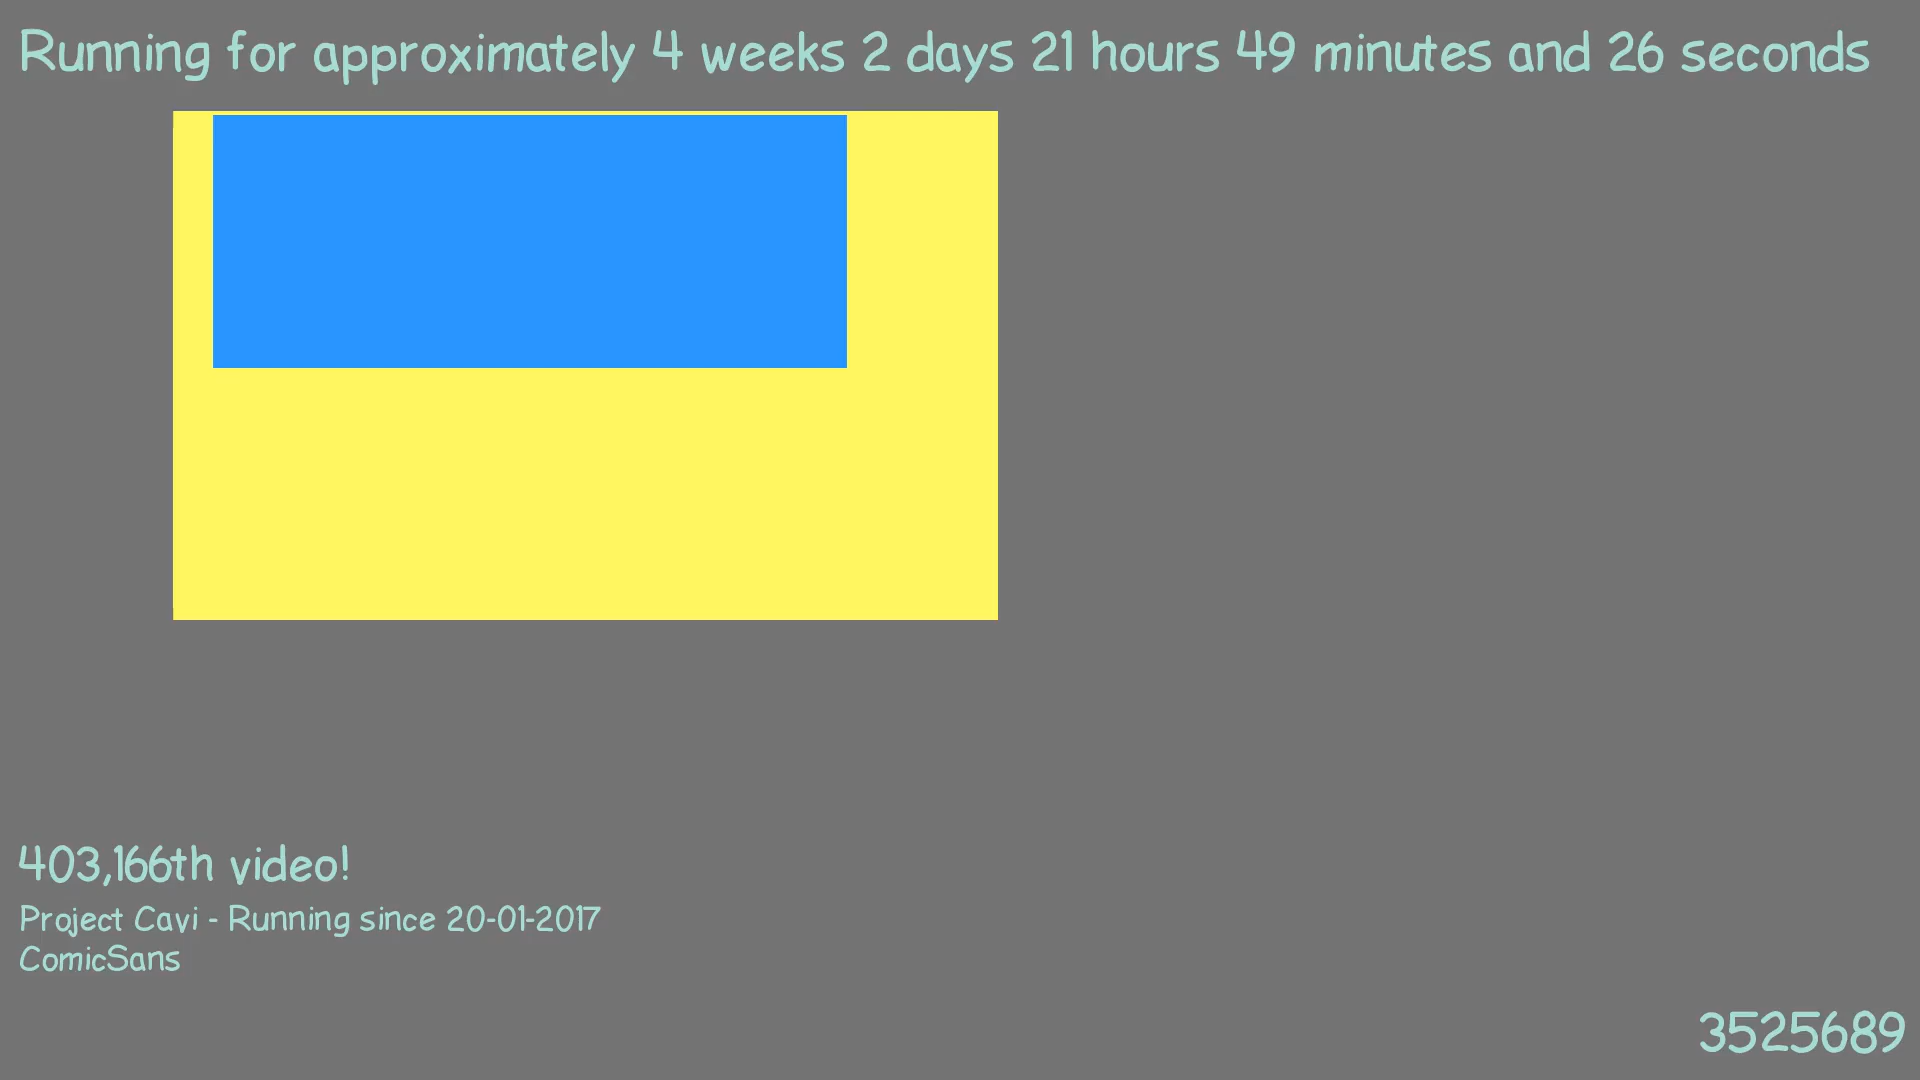 Running for approximately 4 weeks 2 days 21 hours 49 minutes and 26 seconds
403,166th video!
Project Cavi - Running since 20-01-2017
ComicSans
3525689